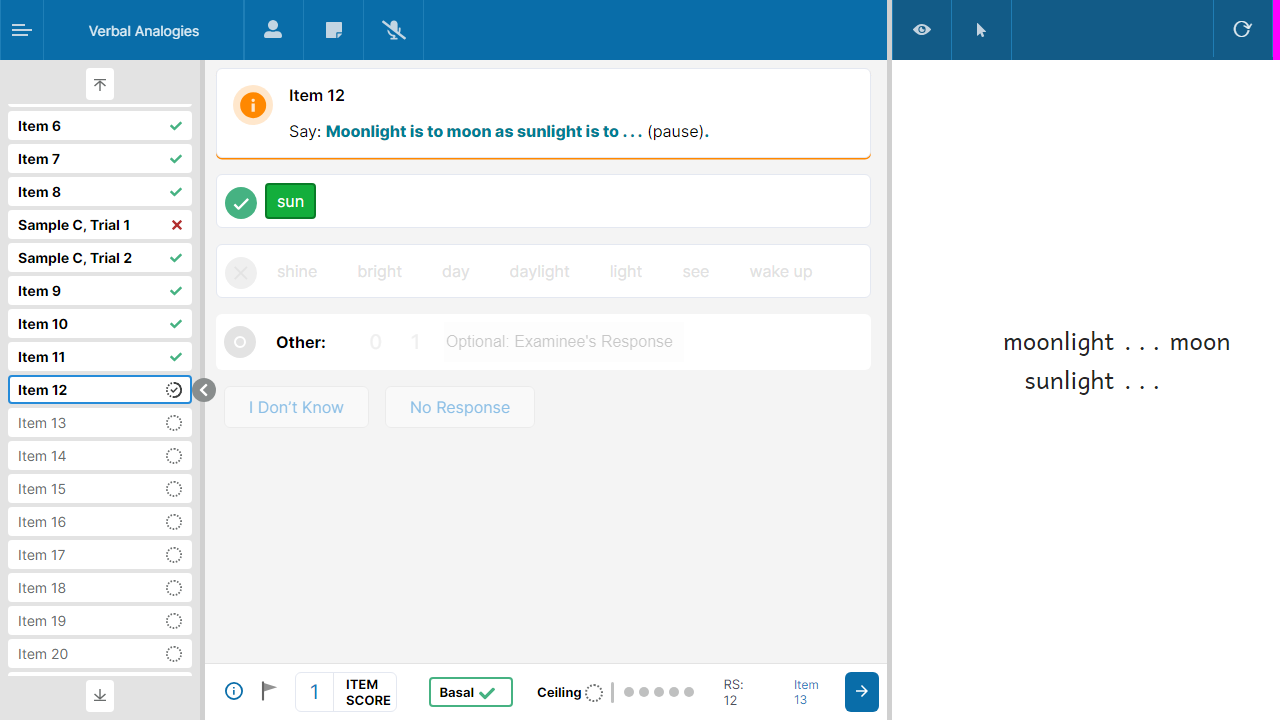 Verbal Analogies
Item 6
Item 7
Item 8
Sample C, Trial 1
Sample C, Trial 2
Item 9
Item 10
Item 11
Item 12
Item 13
Item 14
Item 15
Item 16
Item 17
Item 18
Item 19
Item 20
Item 12
Say: Moonlight is to moon as sunlight is to . . . (pause).
sun
shine bright day daylight light see wake up
Other: 0 1 Optional: Examinee's Response
I Don't Know No Response
1 ITEM SCORE
Basal
Ceiling
RS: 12
Item 13
moonlight . . . moon
sunlight . . .